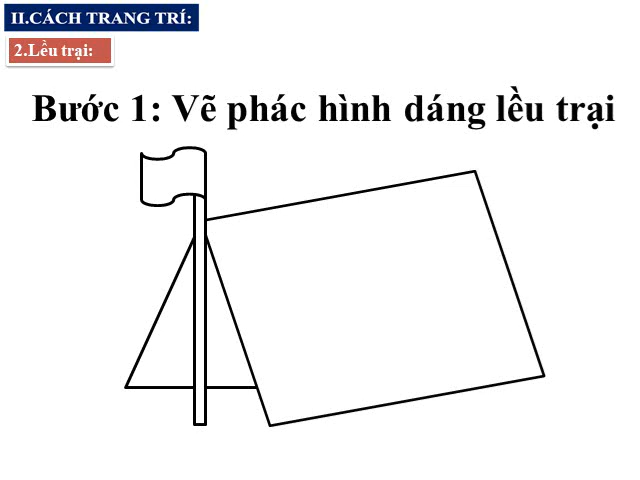 II.CÁCH TRANG TRÍ:
2.Lều trại:
Bước 1: Vẽ phác hình dáng lều trại